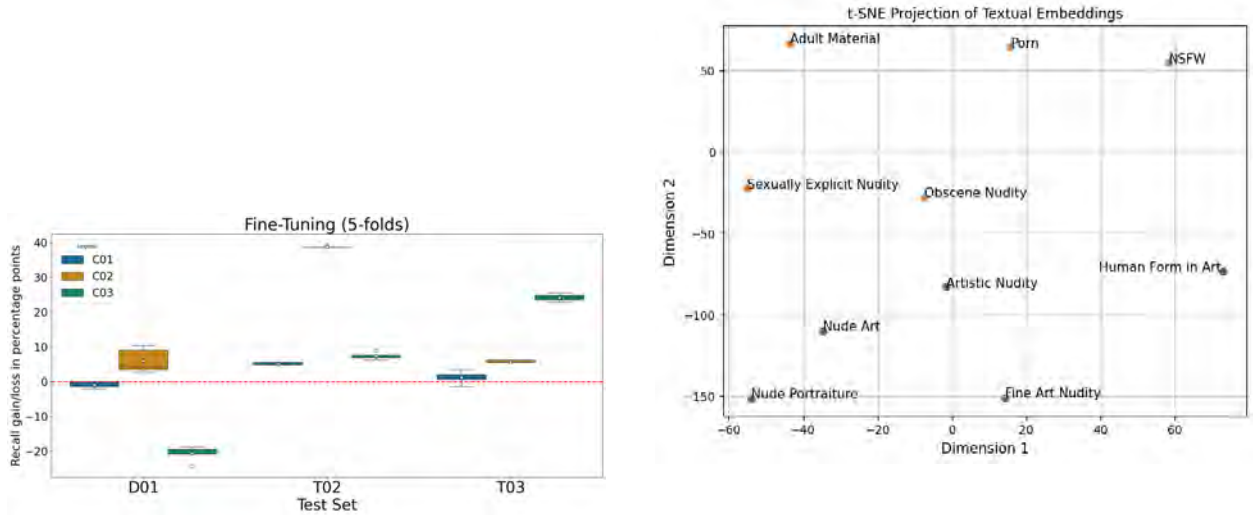 Fine-Tuning (5-folds)
Recall gain/loss in percentage points
40
30
20
10
0
−10
−20
C01
C02
C03
D01
T02
T03
Test Set
t-SNE Projection of Textual Embeddings
Dimension 2
50
0
−50
−100
−150
Adult Material
Porn
NSFW
Sexually Explicit Nudity
Obscene Nudity
Human Form in Art
Artistic Nudity
Nude Art
Nude Portraiture
Fine Art Nudity
−60
−40
−20
0
20
40
60
Dimension 1